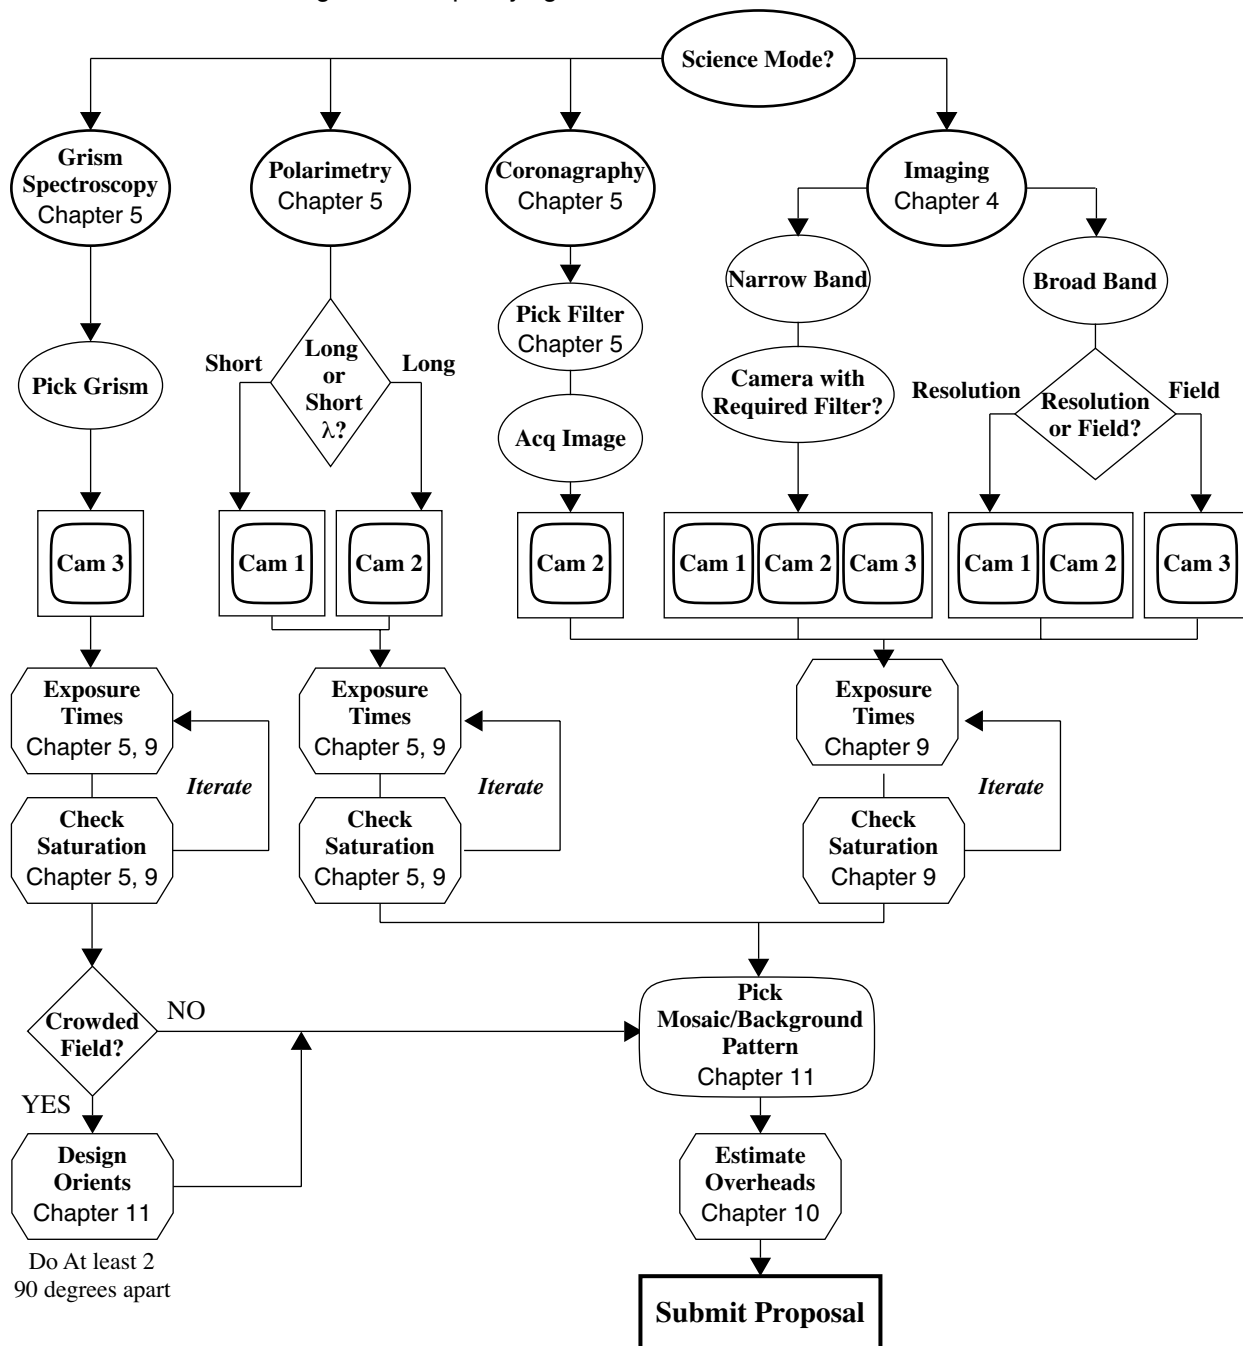 Science Mode?
Grism
Spectroscopy
Chapter 5
Polarimetry
Chapter 5
Coronagraphy
Chapter 5
Imaging
Chapter 4
Narrow Band
Broad Band
Pick Filter
Chapter 5
Pick Grism
Short
Long
or
Short
λ?
Long
Camera with
Required Filter?
Resolution
Resolution
or Field?
Field
Acq Image
Cam 3
Cam 1
Cam 2
Cam 2
Cam 1
Cam 2
Cam 3
Cam 1
Cam 2
Cam 3
Exposure
Times
Chapter 5, 9
Iterate
Check
Saturation
Chapter 5, 9
Exposure
Times
Chapter 5, 9
Iterate
Check
Saturation
Chapter 5, 9
Exposure
Times
Chapter 9
Iterate
Check
Saturation
Chapter 9
Crowded
Field?
NO
YES
Design
Orients
Chapter 11
Do At least 2
90 degrees apart
Pick
Mosaic/Background
Pattern
Chapter 11
Estimate
Overheads
Chapter 10
Submit Proposal